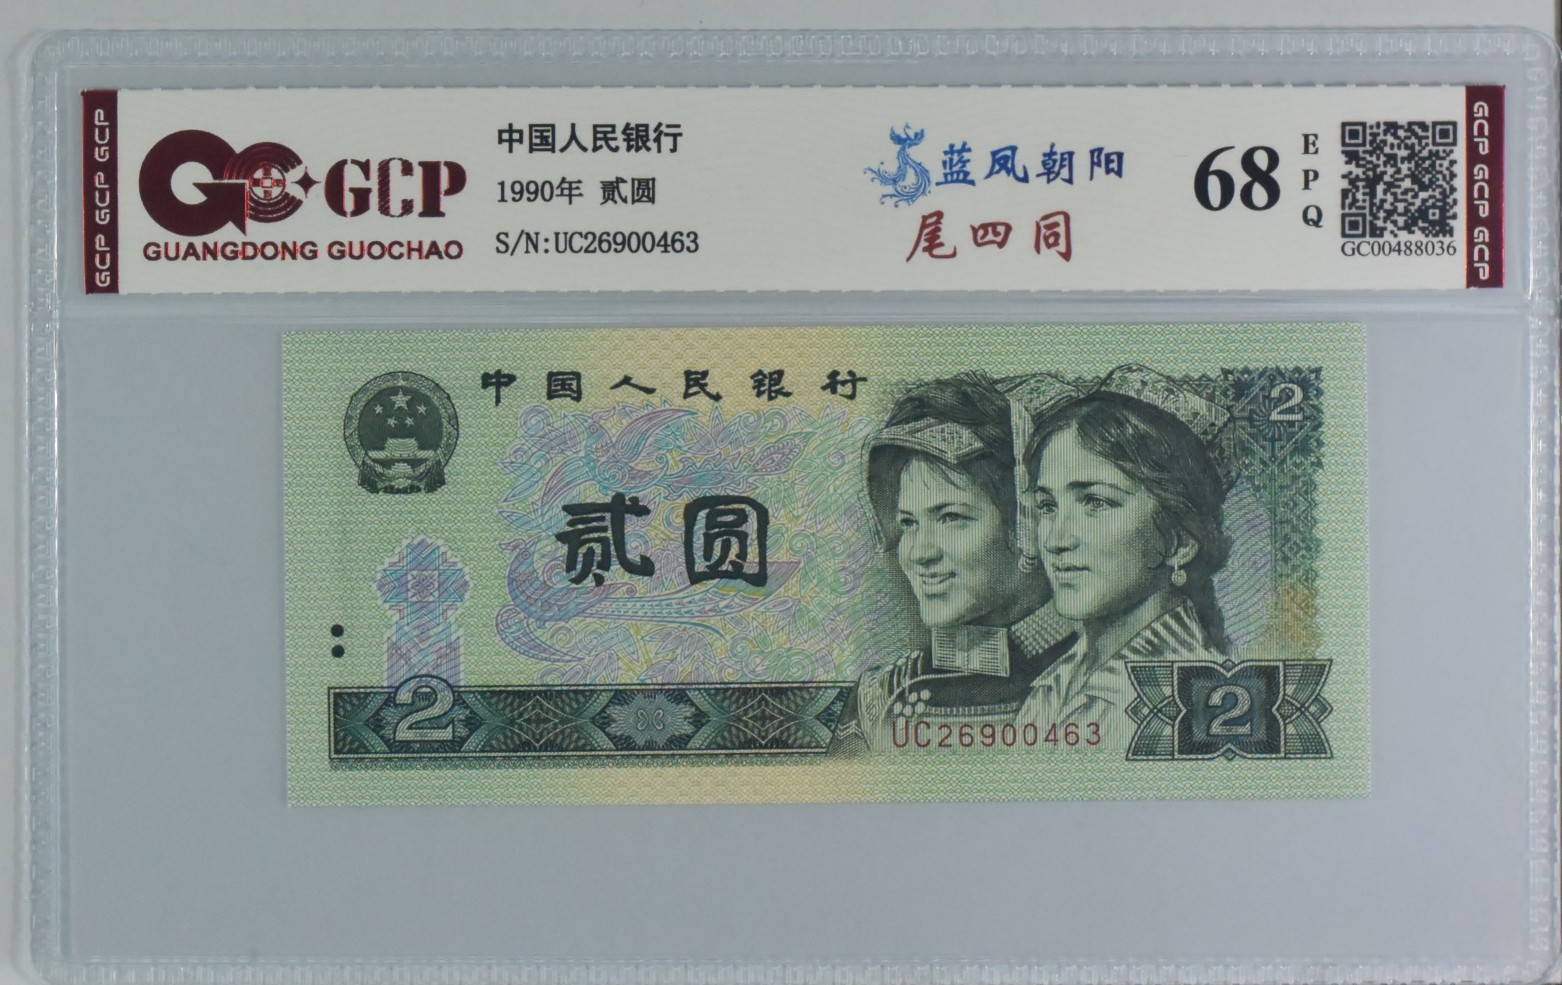 GCP GCP GCP
GCP
GUANGDONG GUOCHAO
中国人民银行
1990年 贰圆
S/N:UC26900463
蓝凤朝阳
尾四同
68
EPQ
GC00488036
GCP GCP GCP
中国人民银行
2
贰圆
2
UC26900463
2